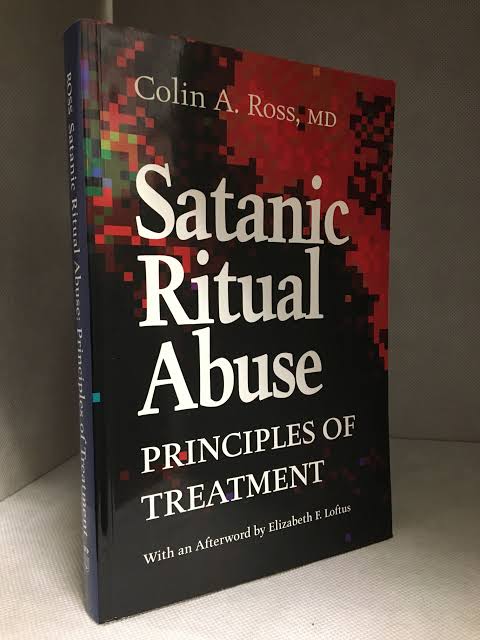 Colin A. Ross, MD
Satanic
Ritual
Abuse
PRINCIPLES OF
TREATMENT
With an Afterword by Elizabeth F. Loftus
ROSS Satanic Ritual Abuse: Principles of Treatment